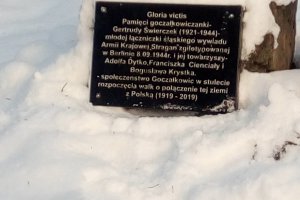 Gloria victis
Pamięci goczałkowiczanki-
Gertrudy Świerczek (1921-1944)-
młodej łączniczki śląskiego wywiadu
Armii Krajowej „Stragan” zgilotynowanej
w Berlinie 8.09.1944r. i jej towarzyszy-
Adolfa Dytko, Franciszka Cienciały i
Bogusława Krystka.
-społeczeństwo Goczałkowic w stulecie
rozpoczęcia walk o połączenie tej ziemi
z Polską (1919 - 2019)